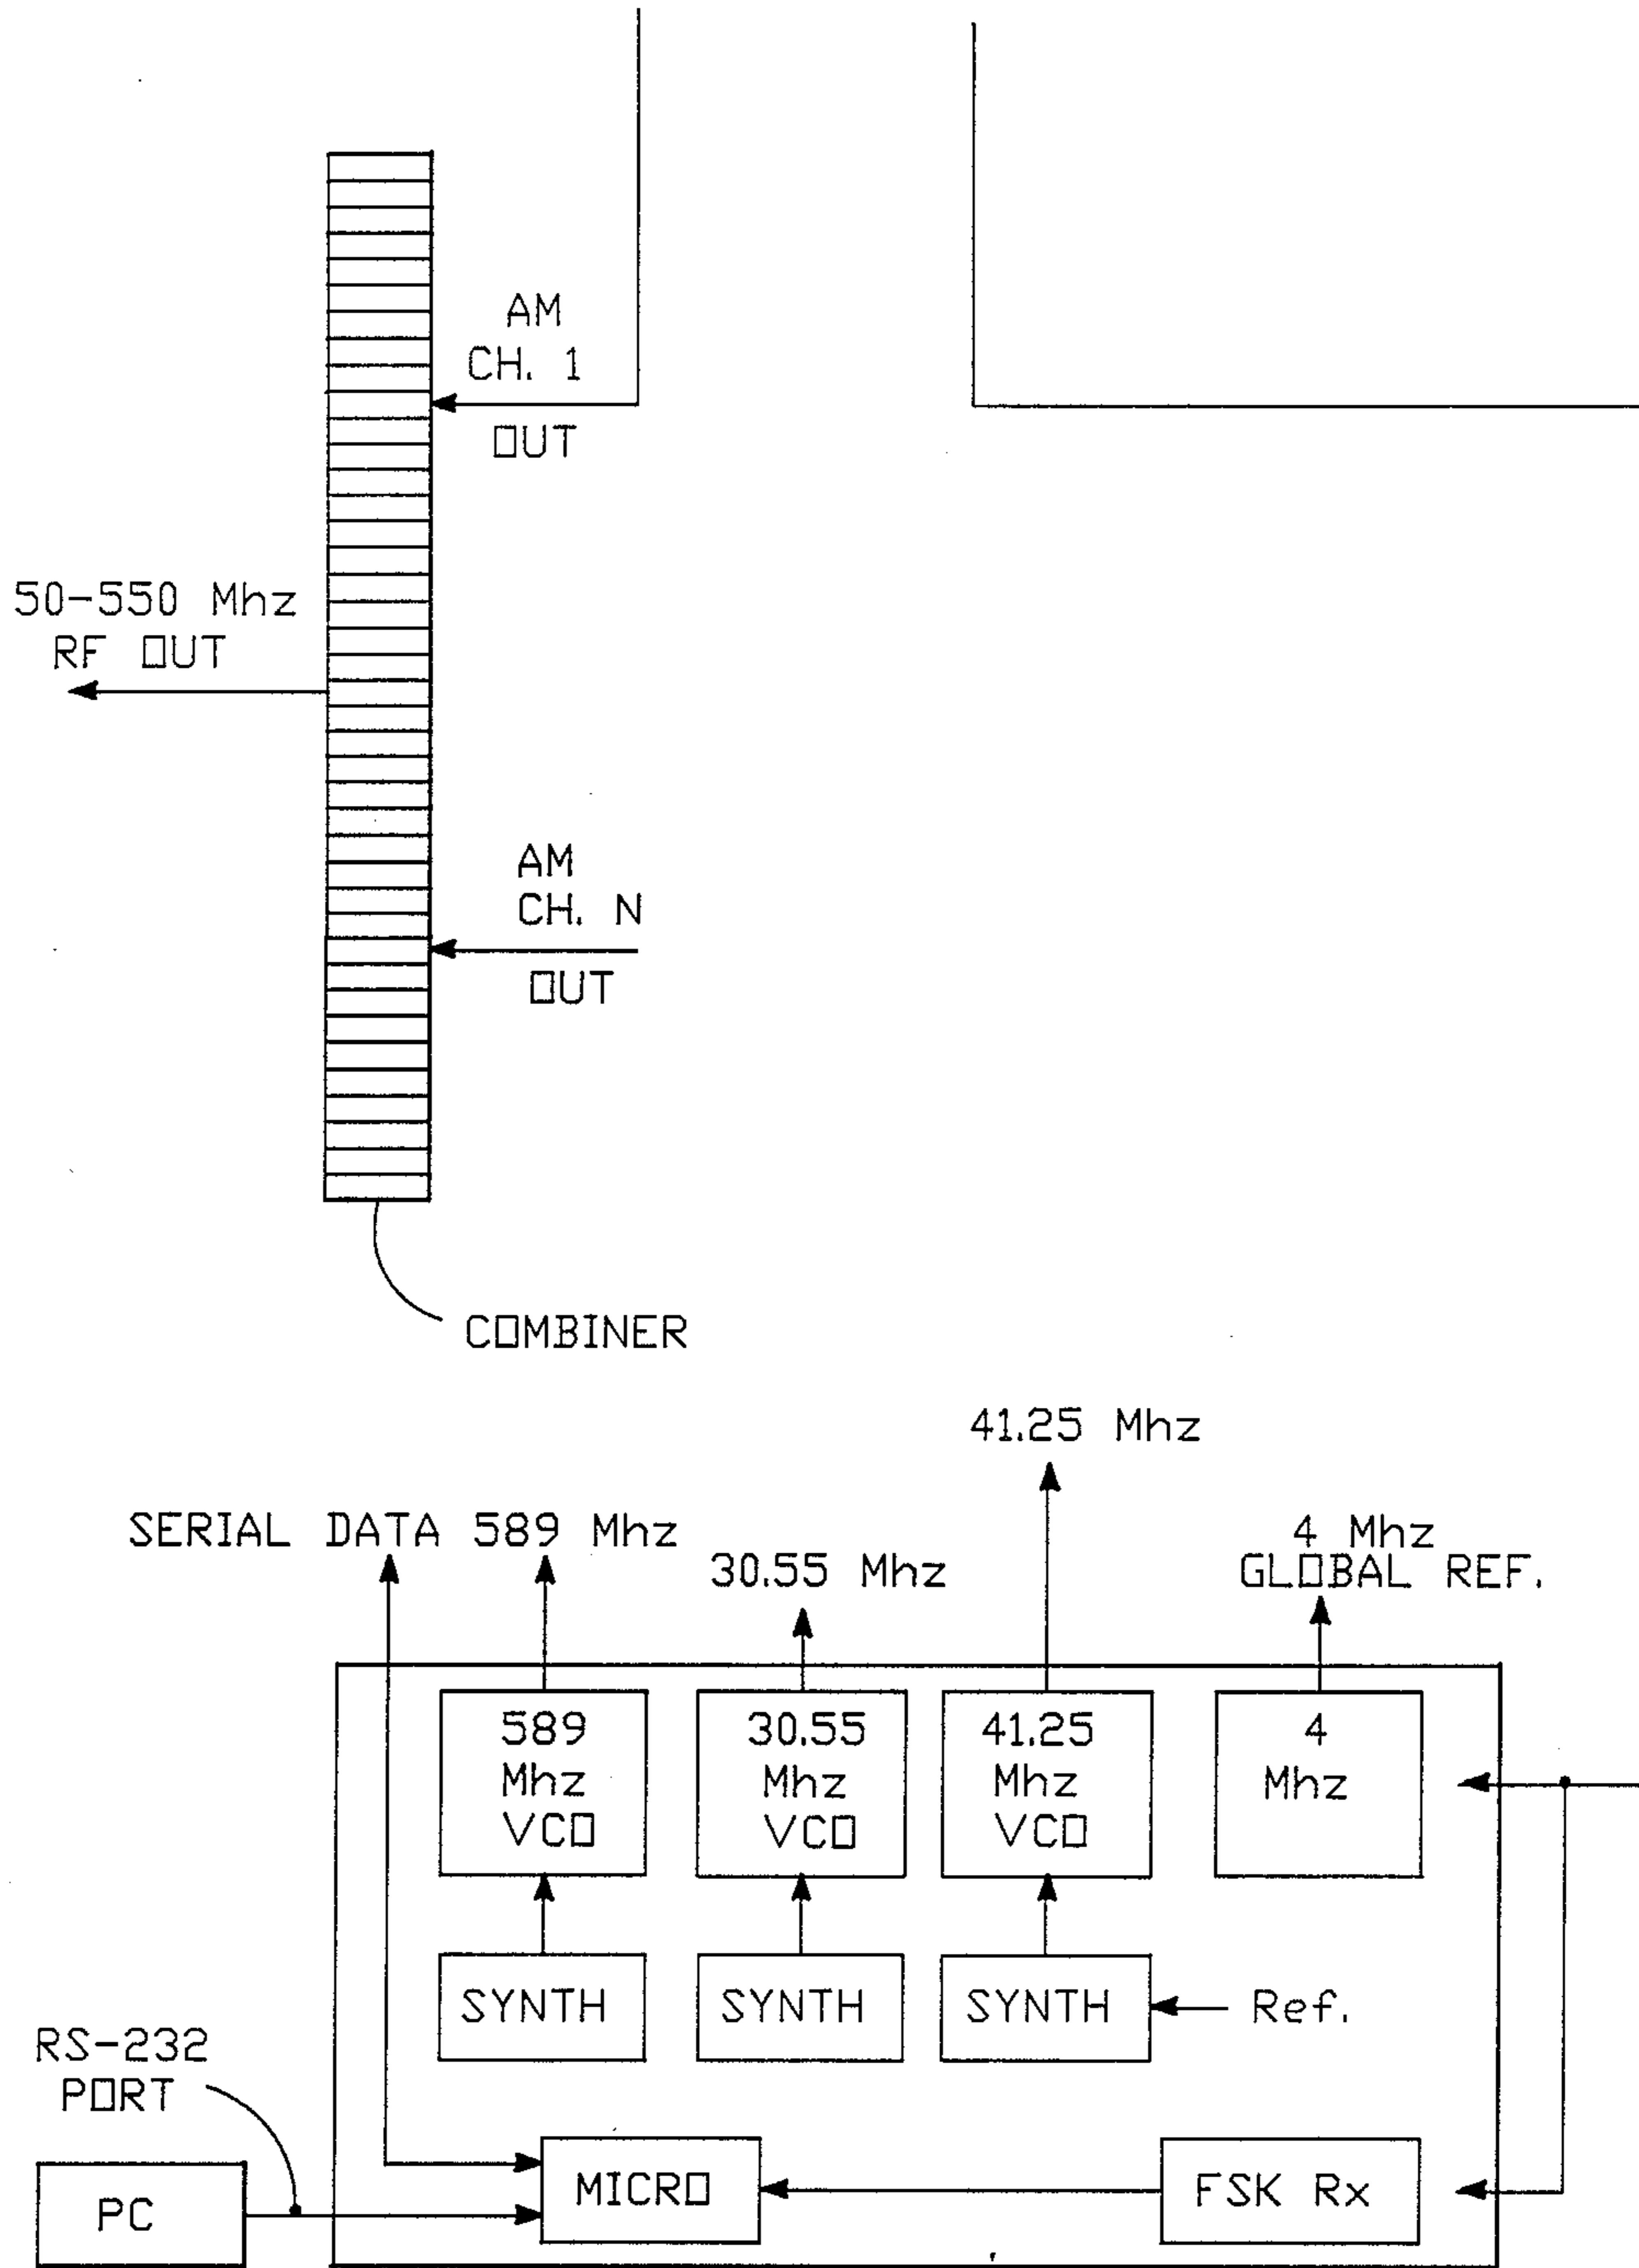 AM
CH. 1
OUT
50-550 Mhz
RF OUT
AM
CH. N
OUT
COMBINER
41.25 Mhz
SERIAL DATA 589 Mhz
4 Mhz
30.55 Mhz
GLOBAL REF.
589
Mhz
VCO
30.55
Mhz
VCO
41.25
Mhz
VCO
4
Mhz
SYNTH
SYNTH
SYNTH
Ref.
RS-232
PORT
PC
MICRO
FSK Rx